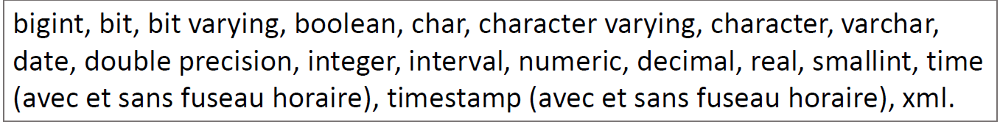 bigint, bit, bit varying, boolean, char, character varying, character, varchar,
date, double precision, integer, interval, numeric, decimal, real, smallint, time
(avec et sans fuseau horaire), timestamp (avec et sans fuseau horaire), xml.